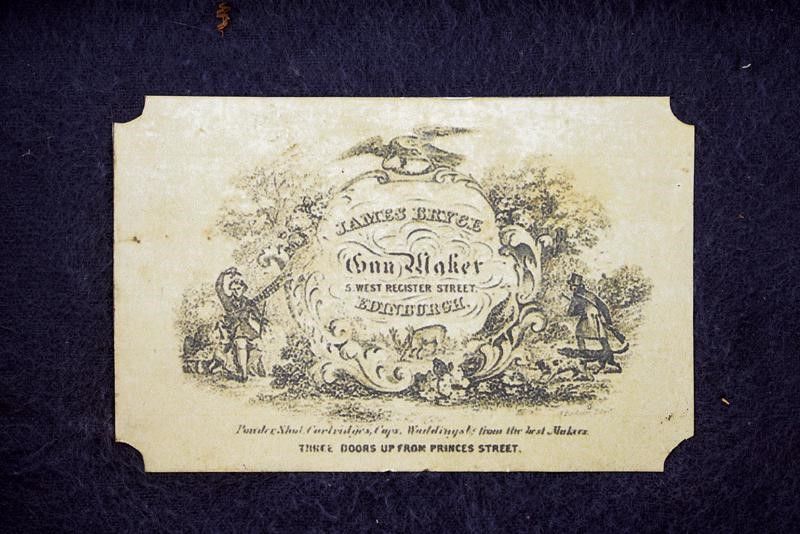 JAMES BRYCE
Gun Maker
5. WEST REGISTER STREET.
EDINBURGH.
Powder, Shot, Cartridges, Caps, Waddings &c from the best Makers.
THREE DOORS UP FROM PRINCES STREET.